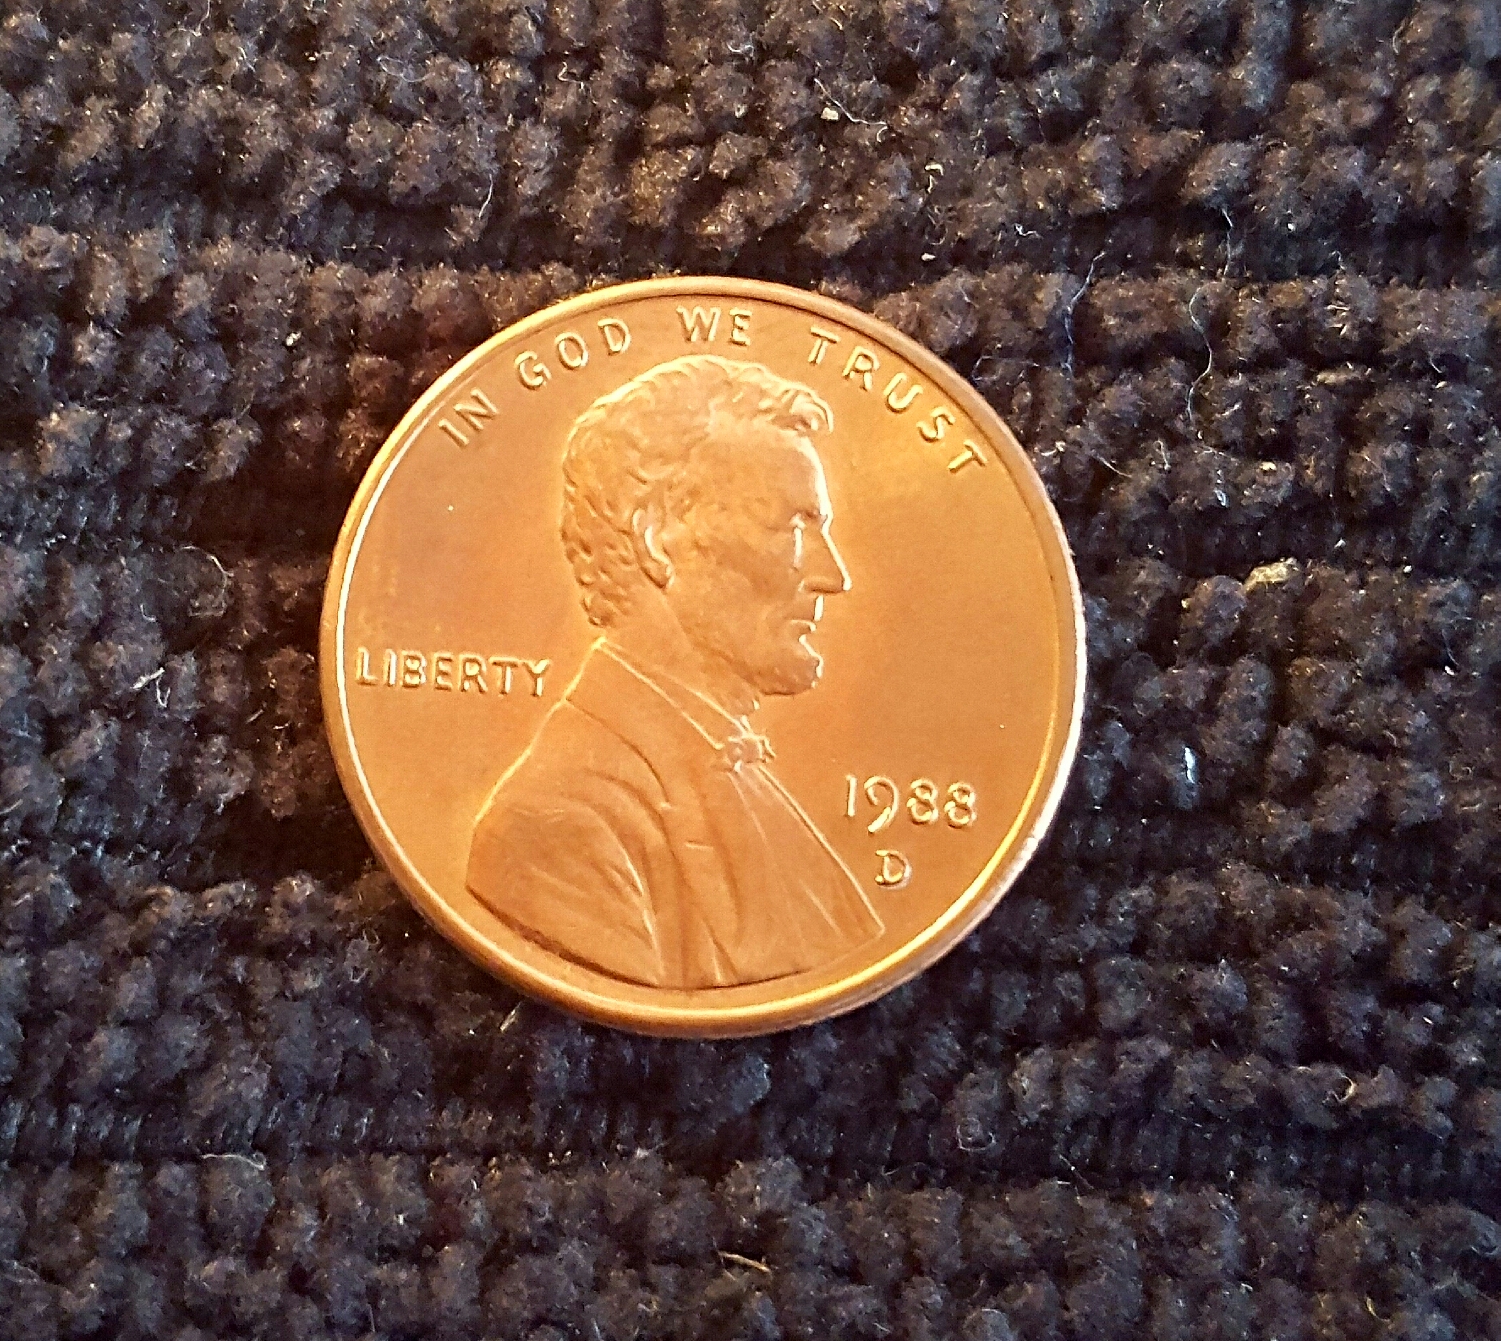 IN GOD WE TRUST
LIBERTY
1988
D